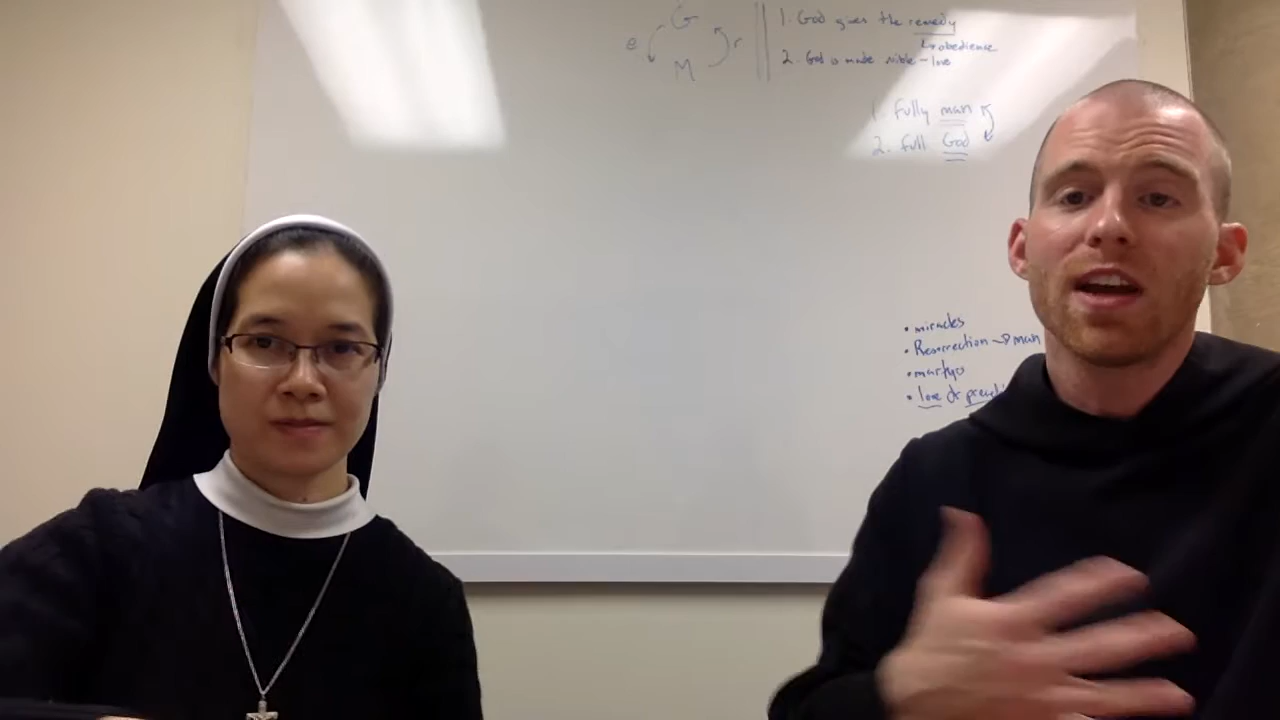 G
1. God gives the remedy
e r
↳ obedience
M
2. God is made visible - love
1. Fully man
2. Full God
• miracles
• Resurrection → man
• martyrs
• love &